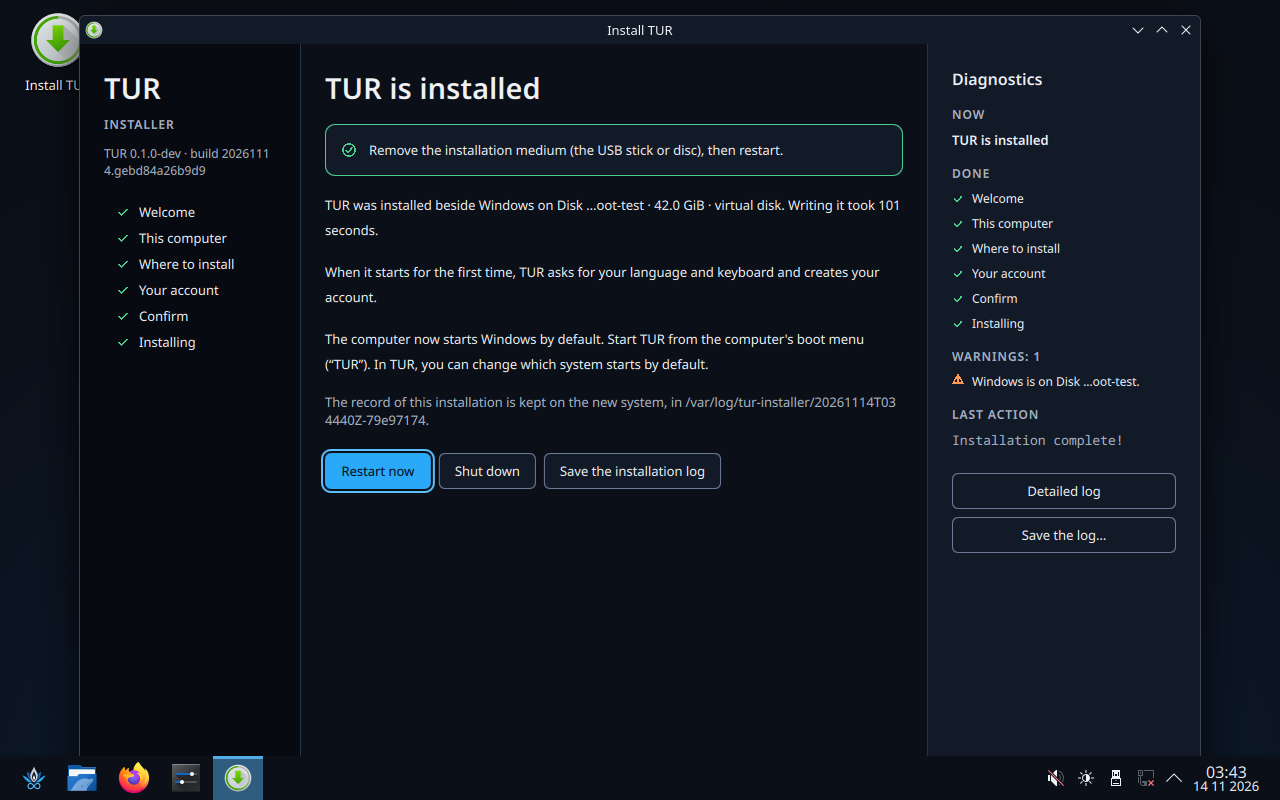 Install TUR
Install TU
TUR
INSTALLER
TUR 0.1.0-dev · build 2026111
4.gebd84a26b9d9
Welcome
This computer
Where to install
Your account
Confirm
Installing
TUR is installed
Remove the installation medium (the USB stick or disc), then restart.
TUR was installed beside Windows on Disk …oot-test · 42.0 GiB · virtual disk. Writing it took 101
seconds.
When it starts for the first time, TUR asks for your language and keyboard and creates your
account.
The computer now starts Windows by default. Start TUR from the computer's boot menu
(“TUR”). In TUR, you can change which system starts by default.
The record of this installation is kept on the new system, in /var/log/tur-installer/20261114T03
4440Z-79e97174.
Restart now
Shut down
Save the installation log
Diagnostics
NOW
TUR is installed
DONE
Welcome
This computer
Where to install
Your account
Confirm
Installing
WARNINGS: 1
Windows is on Disk …oot-test.
LAST ACTION
Installation complete!
Detailed log
Save the log…
03:43
14 11 2026